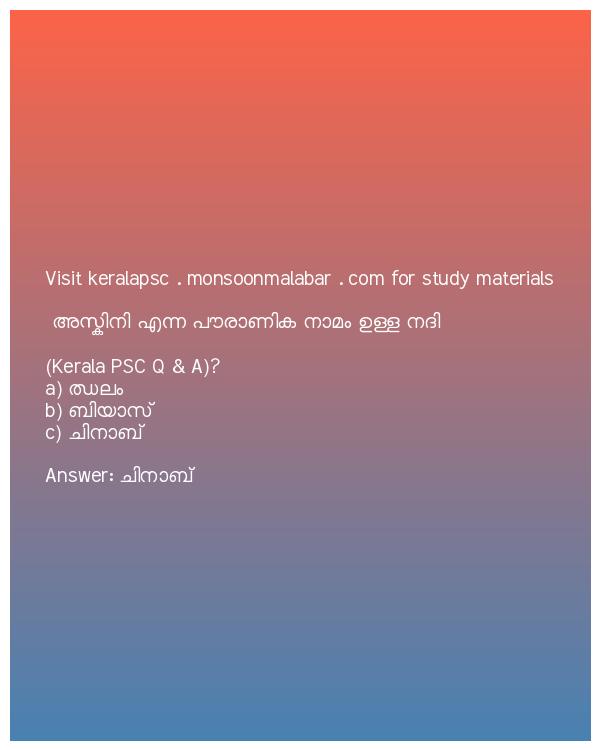 Visit keralapsc . monsoonmalabar . com for study materials
അസ്കിനി എന്ന പൗരാണിക നാമം ഉള്ള നദി
(Kerala PSC Q & A)?
a) ഝലം
b) ബിയാസ്
c) ചിനാബ്
Answer: ചിനാബ്